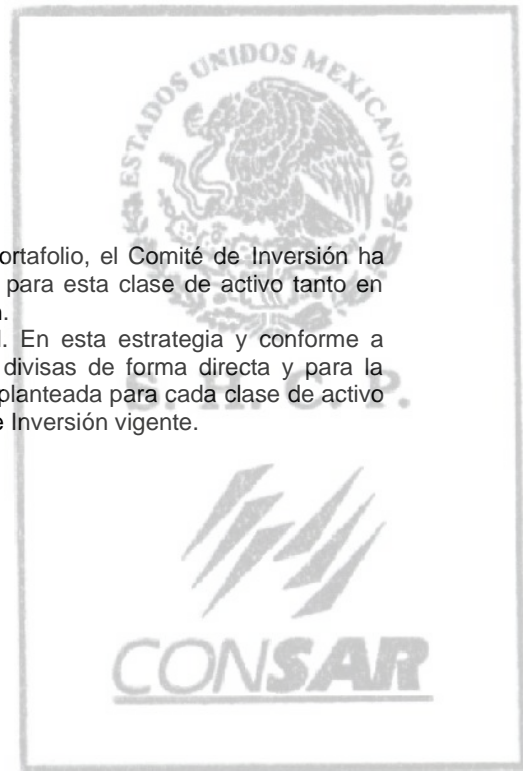 ESTADOS UNIDOS MEXICANOS
ortafolio, el Comité de Inversión ha
para esta clase de activo tanto en
n.
l. En esta estrategia y conforme a
divisas de forma directa y para la
planteada para cada clase de activo
e Inversión vigente.
S. H. C. P.
CONSAR